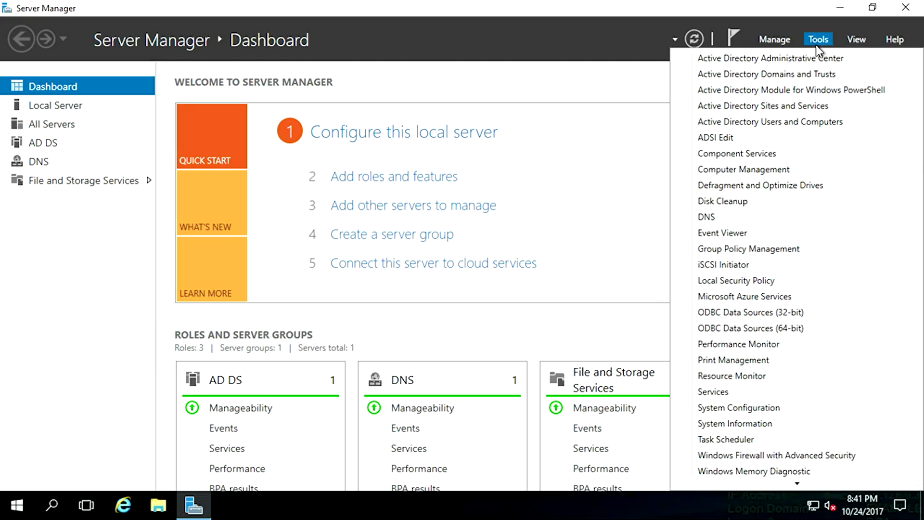 Server Manager
Server Manager • Dashboard
Manage
Tools
View
Help
Dashboard
Local Server
All Servers
AD DS
DNS
File and Storage Services
WELCOME TO SERVER MANAGER
QUICK START
WHAT'S NEW
LEARN MORE
1 Configure this local server
2 Add roles and features
3 Add other servers to manage
4 Create a server group
5 Connect this server to cloud services
ROLES AND SERVER GROUPS
Roles: 3 | Server groups: 1 | Servers total: 1
AD DS 1
Manageability
Events
Services
Performance
BPA results
DNS 1
Manageability
Events
Services
Performance
BPA results
File and Storage
Services
Manageability
Events
Services
Performance
BPA results
Active Directory Administrative Center
Active Directory Domains and Trusts
Active Directory Module for Windows PowerShell
Active Directory Sites and Services
Active Directory Users and Computers
ADSI Edit
Component Services
Computer Management
Defragment and Optimize Drives
Disk Cleanup
DNS
Event Viewer
Group Policy Management
iSCSI Initiator
Local Security Policy
Microsoft Azure Services
ODBC Data Sources (32-bit)
ODBC Data Sources (64-bit)
Performance Monitor
Print Management
Resource Monitor
Services
System Configuration
System Information
Task Scheduler
Windows Firewall with Advanced Security
Windows Memory Diagnostic
Logon Domain
8:41 PM
10/24/2017